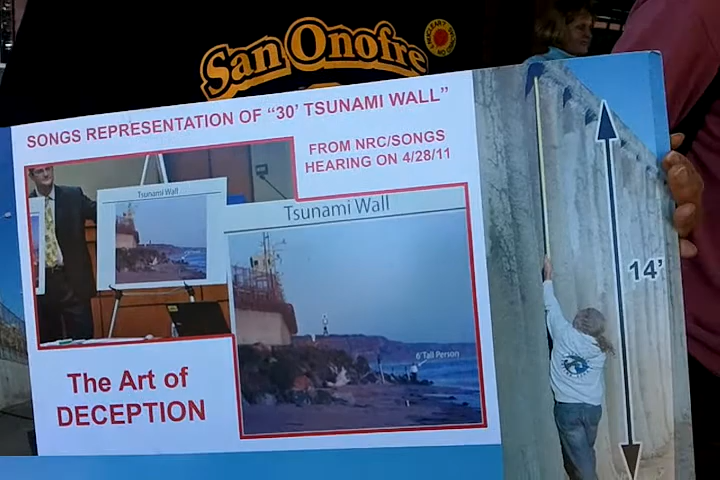 San Onofre
SONGS REPRESENTATION OF "30' TSUNAMI WALL"
FROM NRC/SONGS
HEARING ON 4/28/11
Tsunami Wall
Tsunami Wall
6'Tall Person
The Art of
DECEPTION
14'